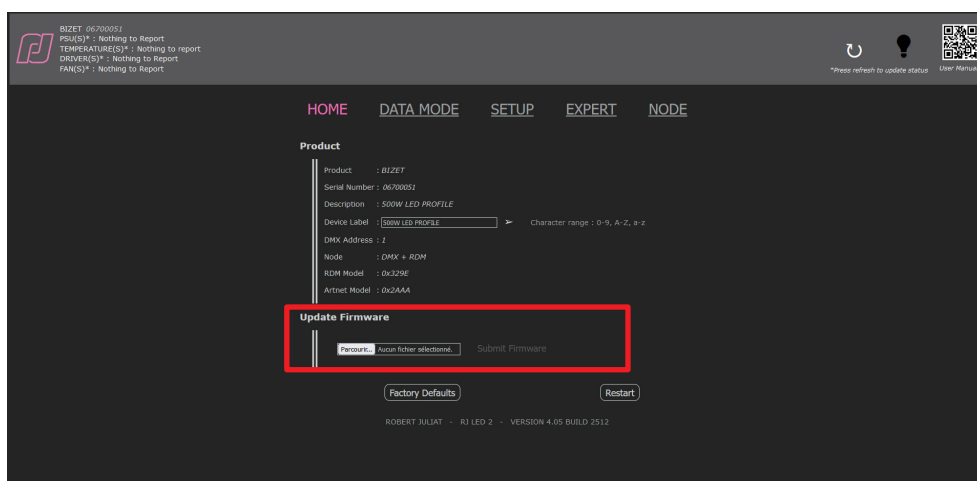 BIZET 06700051
PSU(S)* : Nothing to Report
TEMPERATURE(S)* : Nothing to report
DRIVER(S)* : Nothing to Report
FAN(S)* : Nothing to Report
*Press refresh to update status
User Manual
HOME DATA MODE SETUP EXPERT NODE
Product
Product : BIZET
Serial Number : 06700051
Description : 500W LED PROFILE
Device Label : 500W LED PROFILE ➢ Character range : 0-9, A-Z, a-z
DMX Address : 1
Node : DMX + RDM
RDM Model : 0x329E
Artnet Model : 0x2AAA
Update Firmware
Parcourir... Aucun fichier sélectionné. Submit Firmware
Factory Defaults Restart
ROBERT JULIAT - RJ LED 2 - VERSION 4.05 BUILD 2512